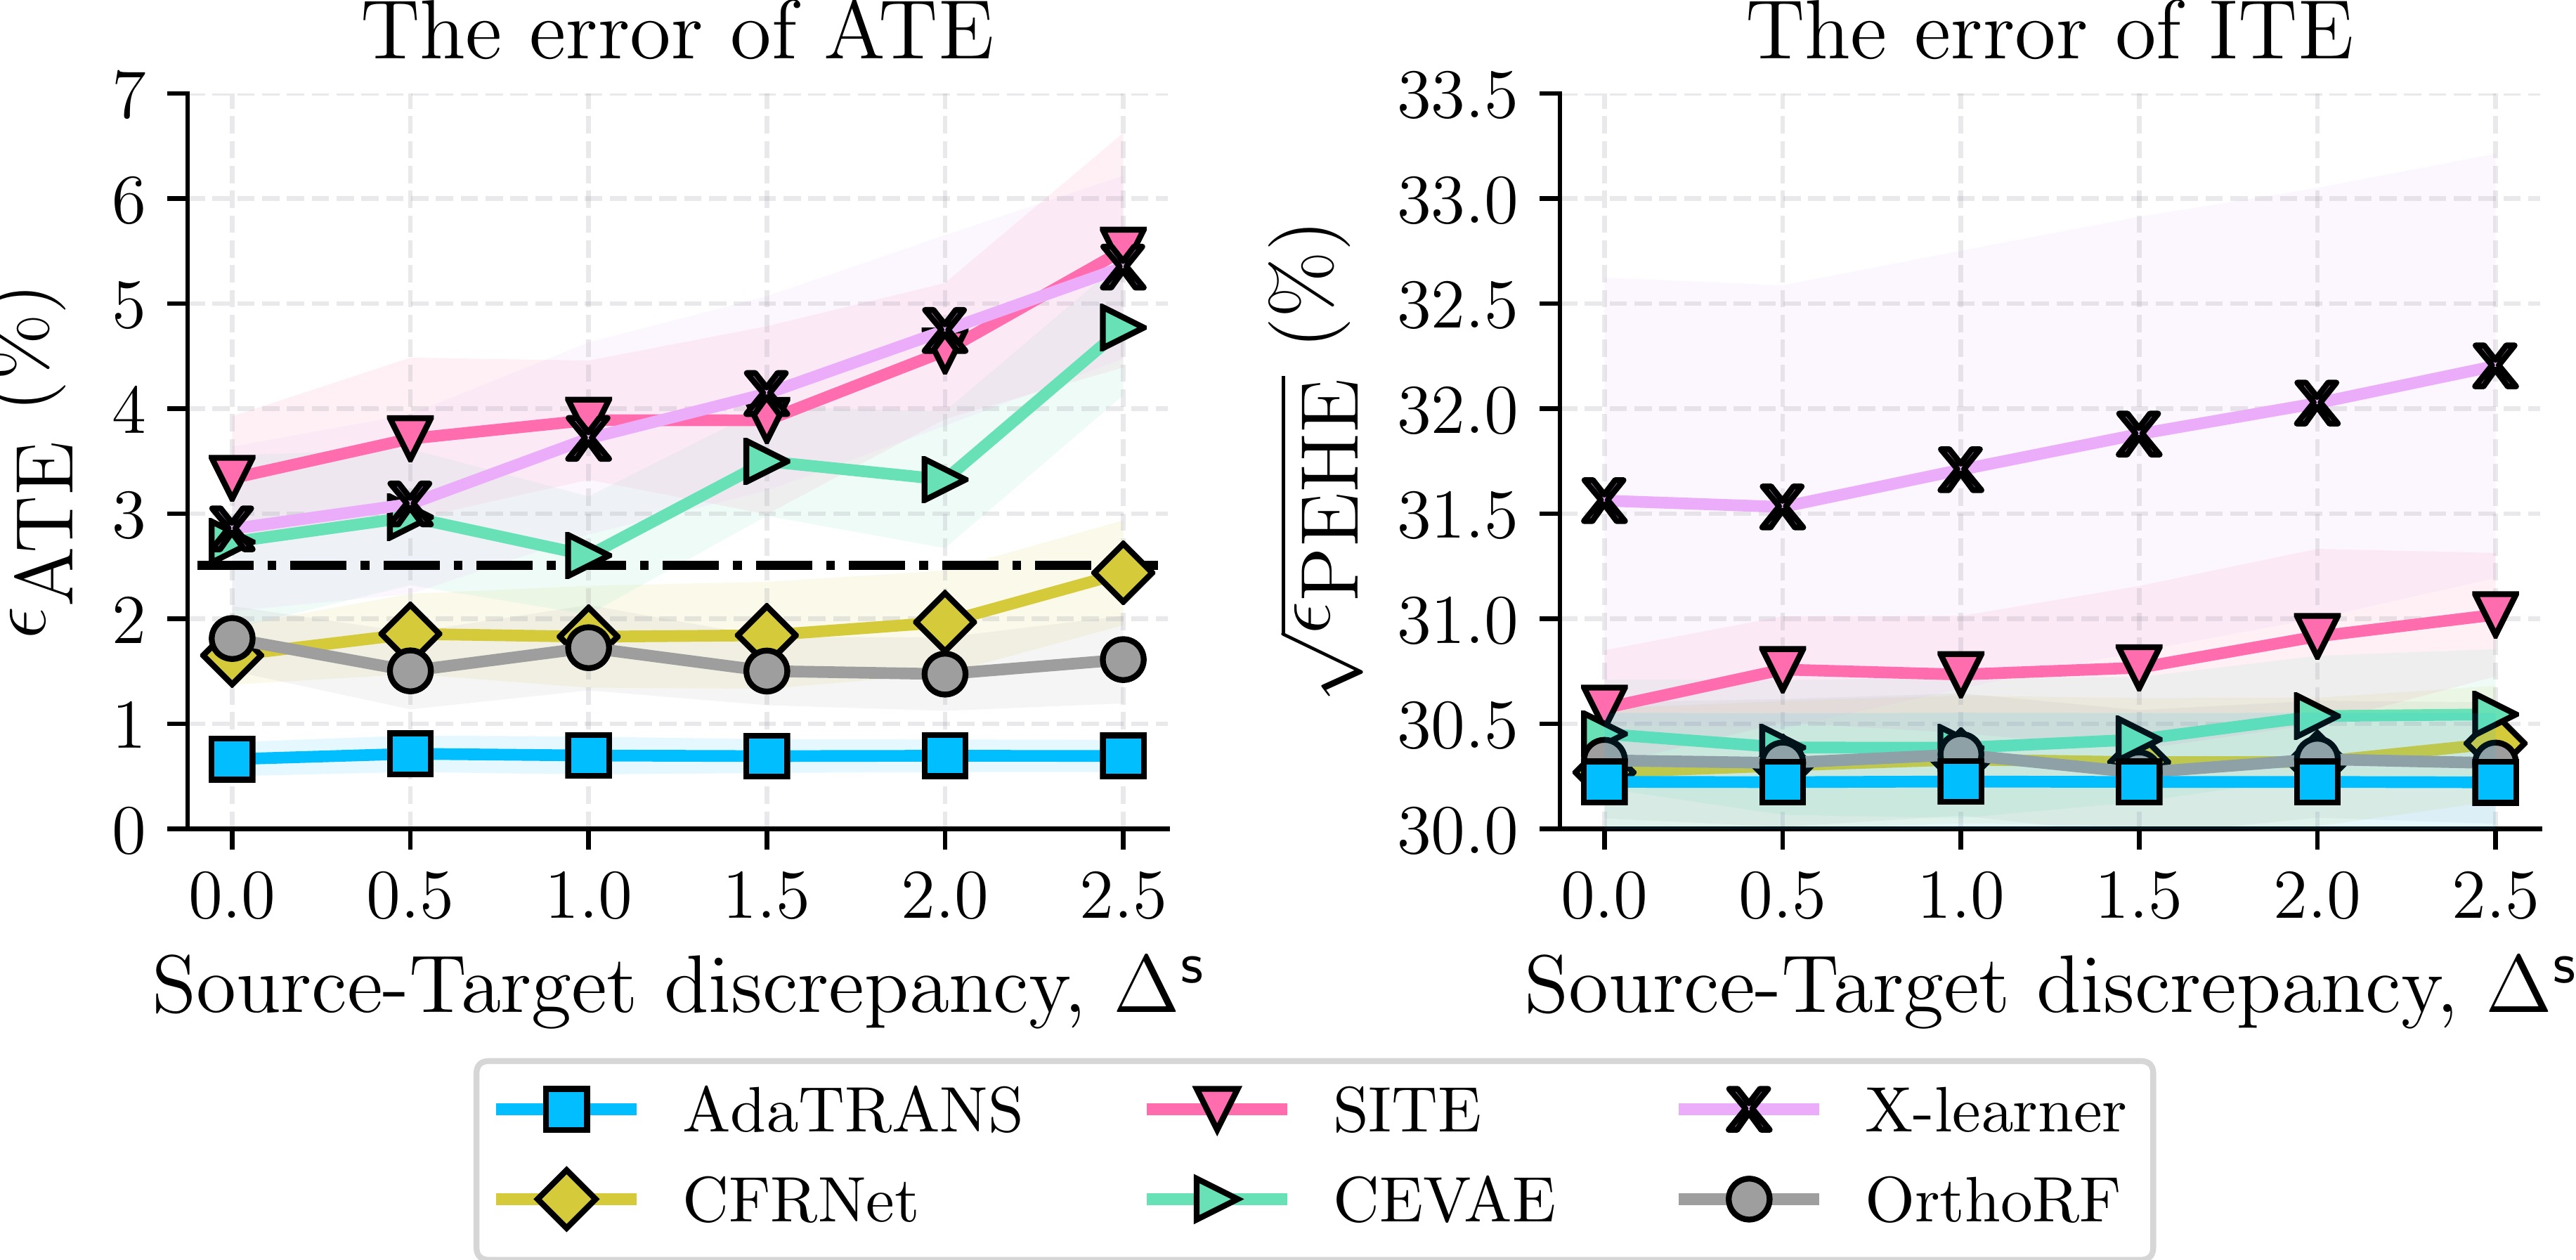 The error of ATE
7
6
5
4
3
2
1
0
ϵATE (%)
0.0 0.5 1.0 1.5 2.0 2.5
Source-Target discrepancy, Δˢ
The error of ITE
33.5
33.0
32.5
32.0
31.5
31.0
30.5
30.0
√ϵPEHE (%)
0.0 0.5 1.0 1.5 2.0 2.5
Source-Target discrepancy, Δˢ
AdaTRANS SITE X-learner
CFRNet CEVAE OrthoRF